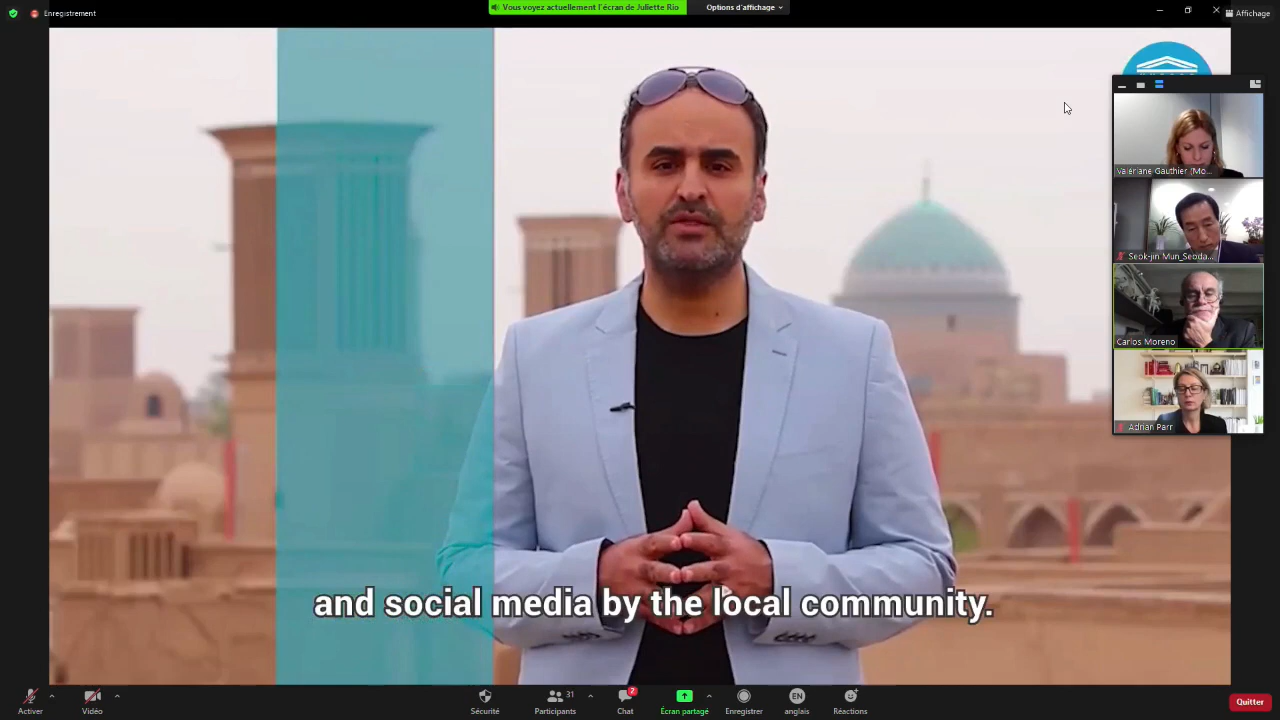 Enregistrement
Vous voyez actuellement l'écran de Juliette Rio
Options d'affichage
Affichage
Valériane Gauthier (Mo...
Seok-jin Mun_Seoda...
Carlos Moreno
Adrian Parr
and social media by the local community.
Activer
Vidéo
Sécurité
31
Participants
2
Chat
Écran partagé
Enregistrer
EN
anglais
Réactions
Quitter